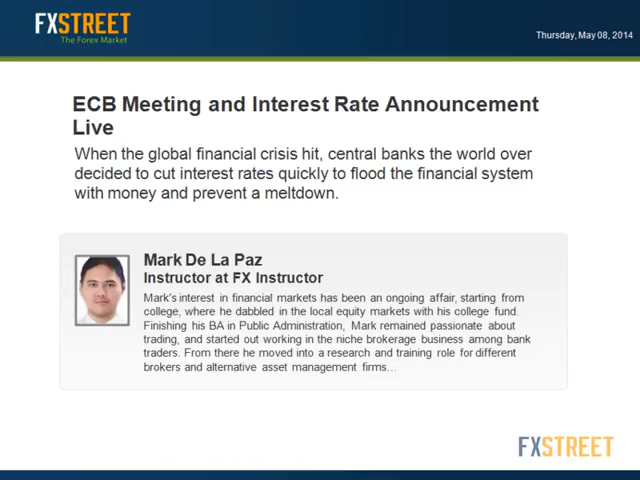 FXSTREET
The Forex Market
Thursday, May 08, 2014
ECB Meeting and Interest Rate Announcement
Live
When the global financial crisis hit, central banks the world over
decided to cut interest rates quickly to flood the financial system
with money and prevent a meltdown.
Mark De La Paz
Instructor at FX Instructor
Mark's interest in financial markets has been an ongoing affair, starting from
college, where he dabbled in the local equity markets with his college fund.
Finishing his BA in Public Administration, Mark remained passionate about
trading, and started out working in the niche brokerage business among bank
traders. From there he moved into a research and training role for different
brokers and alternative asset management firms…
FXSTREET